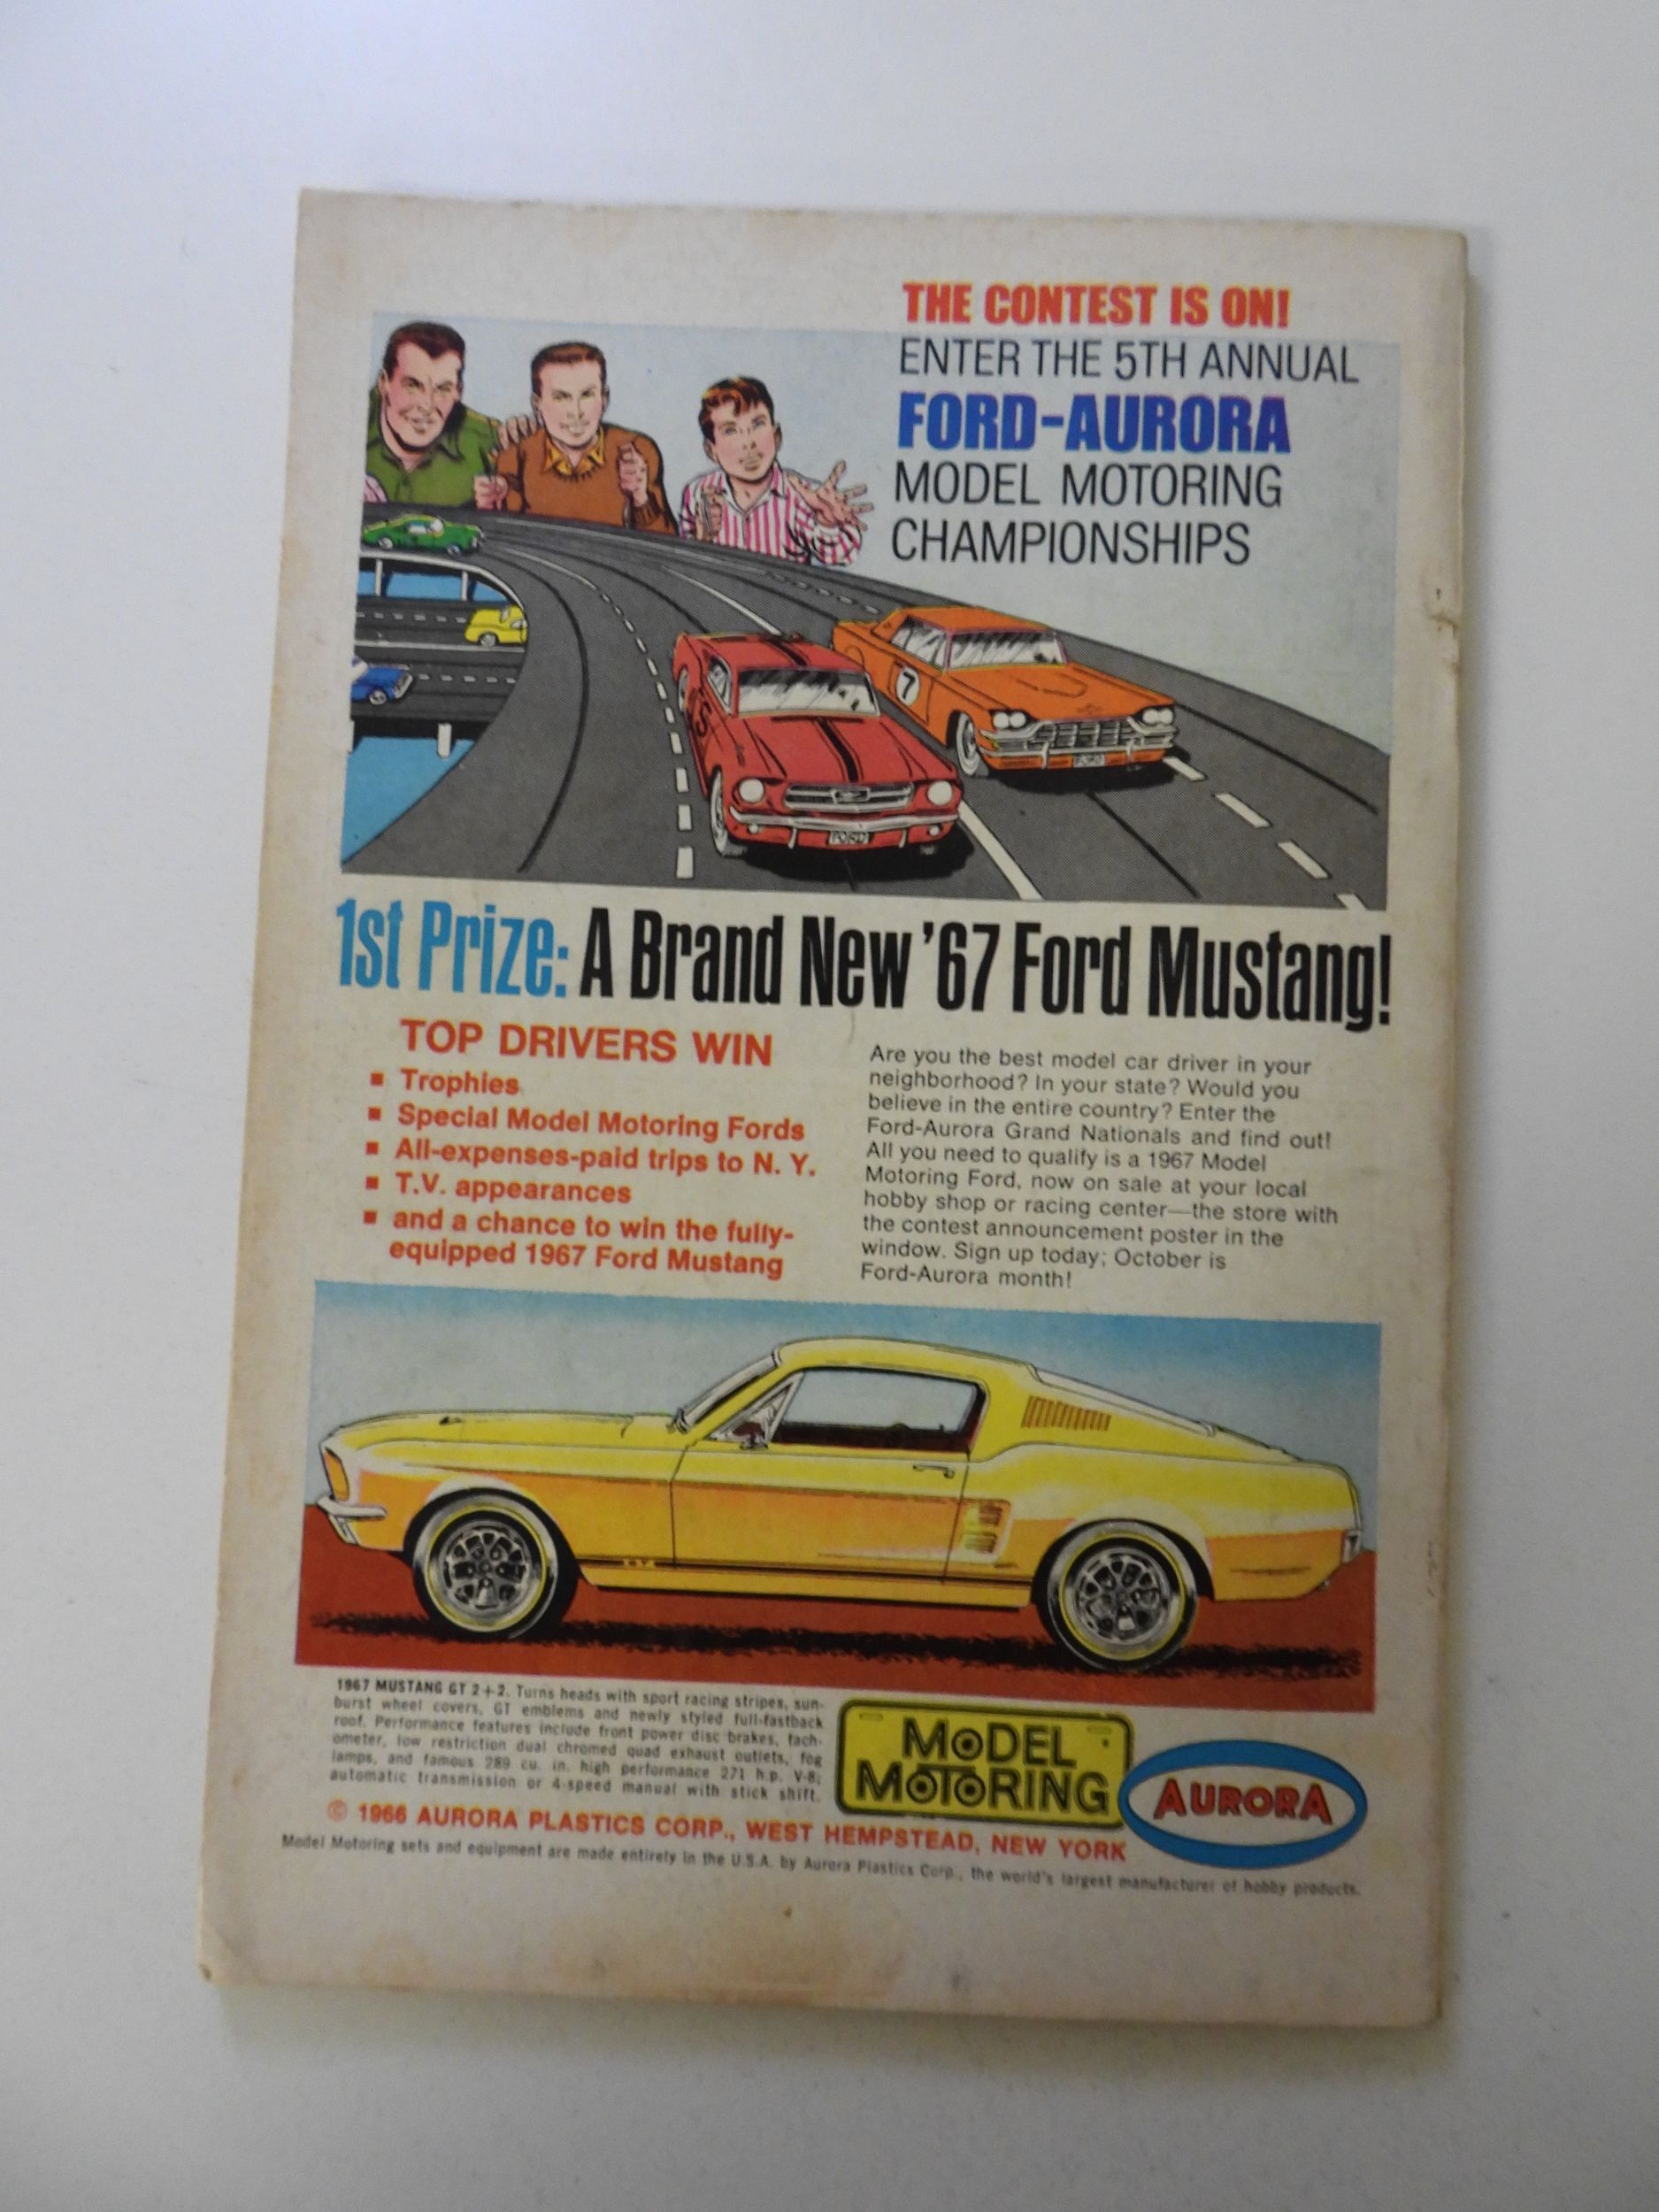 THE CONTEST IS ON!
ENTER THE 5TH ANNUAL
FORD-AURORA
MODEL MOTORING
CHAMPIONSHIPS
7
5
1st Prize: A Brand New '67 Ford Mustang!
TOP DRIVERS WIN
■ Trophies
■ Special Model Motoring Fords
■ All-expenses-paid trips to N. Y.
■ T.V. appearances
■ and a chance to win the fully-
equipped 1967 Ford Mustang
Are you the best model car driver in your
neighborhood? In your state? Would you
believe in the entire country? Enter the
Ford-Aurora Grand Nationals and find out!
All you need to qualify is a 1967 Model
Motoring Ford, now on sale at your local
hobby shop or racing center—the store with
the contest announcement poster in the
window. Sign up today; October is
Ford-Aurora month!
1967 MUSTANG GT 2+2. Turns heads with sport racing stripes, sun-
burst wheel covers, GT emblems and newly styled full-fastback
roof. Performance features include front power disc brakes, tach-
ometer, low restriction dual chromed quad exhaust outlets, fog
lamps, and famous 289 cu. in. high performance 271 h.p. V-8;
automatic transmission or 4-speed manual with stick shift.
MODEL
MOTORING
AURORA
© 1966 AURORA PLASTICS CORP., WEST HEMPSTEAD, NEW YORK
Model Motoring sets and equipment are made entirely in the U.S.A. by Aurora Plastics Corp., the world's largest manufacturer of hobby products.